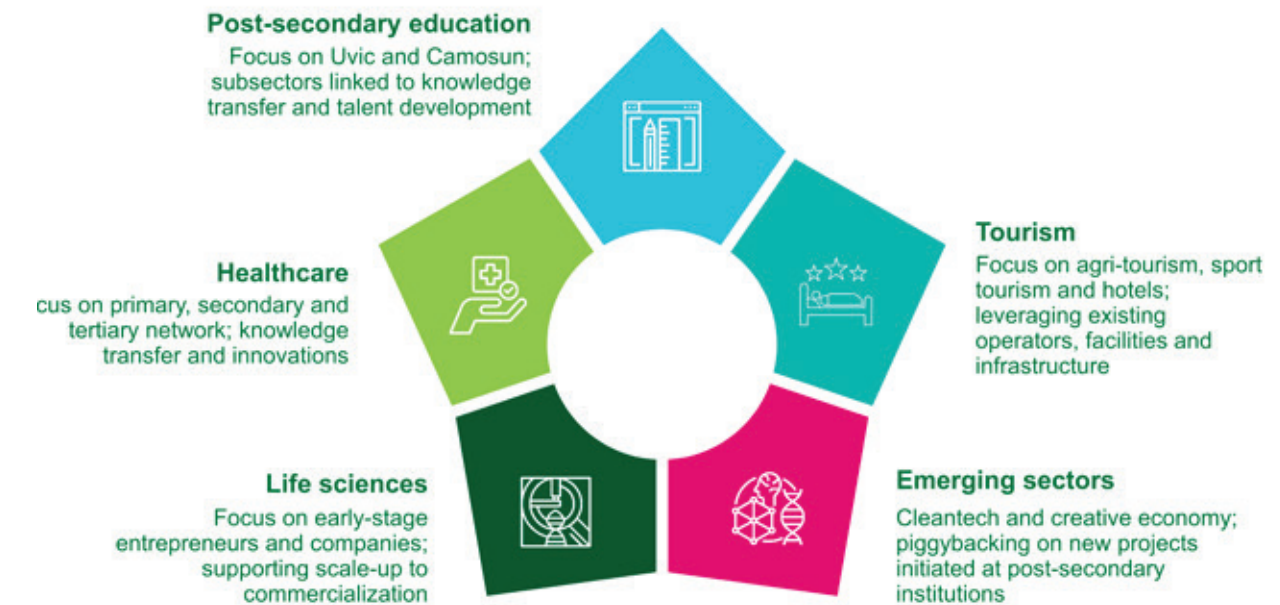 Post-secondary education
Focus on Uvic and Camosun;
subsectors linked to knowledge
transfer and talent development
Healthcare
cus on primary, secondary and
tertiary network; knowledge
transfer and innovations
Life sciences
Focus on early-stage
entrepreneurs and companies;
supporting scale-up to
commercialization
Tourism
Focus on agri-tourism, sport
tourism and hotels;
leveraging existing
operators, facilities and
infrastructure
Emerging sectors
Cleantech and creative economy;
piggybacking on new projects
initiated at post-secondary
institutions